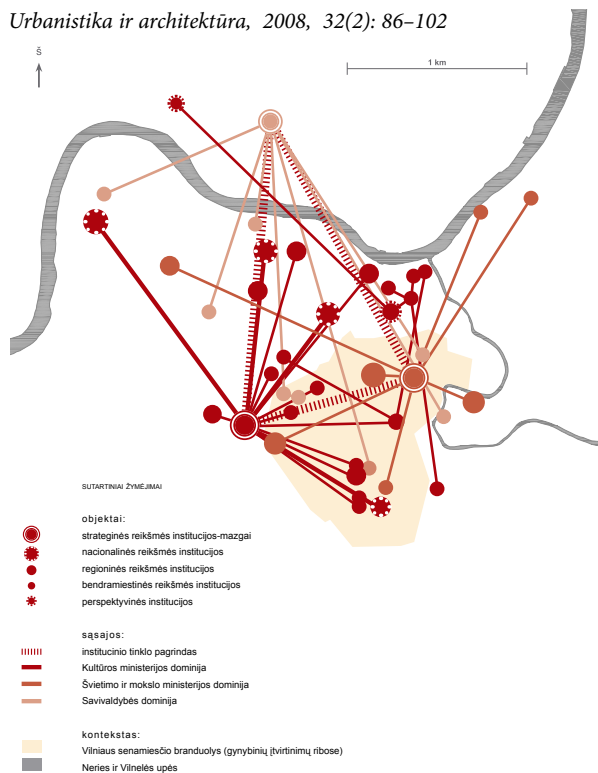 Urbanistika ir architektūra, 2008, 32(2): 86–102
Š
1 km
SUTARTINIAI ŽYMĖJIMAI
objektai:
strateginės reikšmės institucijos-mazgai
nacionalinės reikšmės institucijos
regioninės reikšmės institucijos
bendramiestinės reikšmės institucijos
perspektyvinės institucijos
sąsajos:
institucinio tinklo pagrindas
Kultūros ministerijos dominija
Švietimo ir mokslo ministerijos dominija
Savivaldybės dominija
kontekstas:
Vilniaus senamiesčio branduolys (gynybinių įtvirtinimų ribose)
Neries ir Vilnelės upės